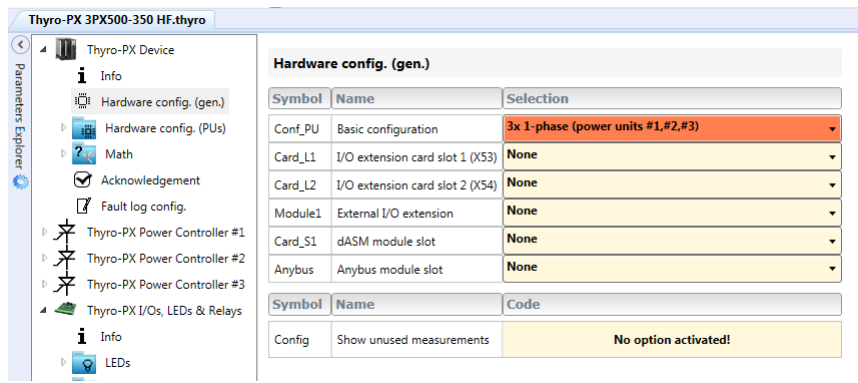 Thyro-PX 3PX500-350 HF.thyro
Parameters Explorer
Thyro-PX Device
Info
Hardware config. (gen.)
Hardware config. (PUs)
Math
Acknowledgement
Fault log config.
Thyro-PX Power Controller #1
Thyro-PX Power Controller #2
Thyro-PX Power Controller #3
Thyro-PX I/Os, LEDs & Relays
Info
LEDs
Hardware config. (gen.)
Symbol Name Selection
Conf_PU Basic configuration 3x 1-phase (power units #1,#2,#3)
Card_L1 I/O extension card slot 1 (X53) None
Card_L2 I/O extension card slot 2 (X54) None
Module1 External I/O extension None
Card_S1 dASM module slot None
Anybus Anybus module slot None
Symbol Name Code
Config Show unused measurements No option activated!